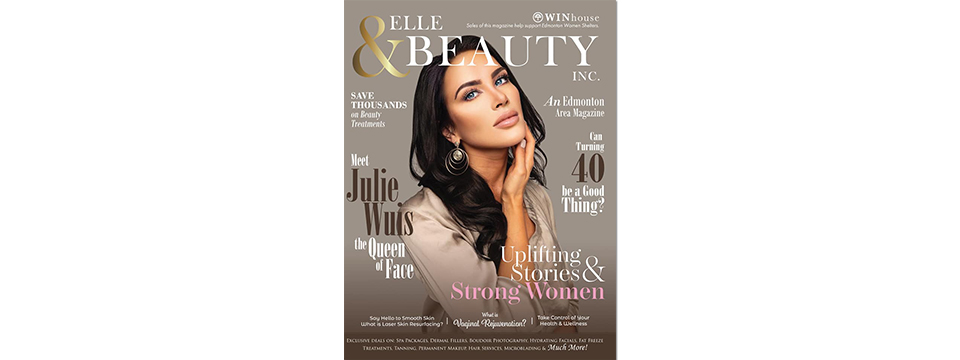 WINhouse
Sales of this magazine help support Edmonton Women Shelters.
ELLE
& BEAUTY
INC.
SAVE
THOUSANDS
on Beauty
Treatments
An Edmonton
Area Magazine
Can
Turning
40
be a Good
Thing?
Meet
Julie
Wuis
the Queen
of Face
Uplifting
Stories &
Strong Women
Say Hello to Smooth Skin
What is Laser Skin Resurfacing?
What is
Vaginal Rejuvenation?
Take Control of Your
Health & Wellness
Exclusive deals on: Spa Packages, Dermal Fillers, Boudoir Photography, Hydrating Facials, Fat Freeze
Treatments, Tanning, Permanent Makeup Hair Services, Microblading & Much More!